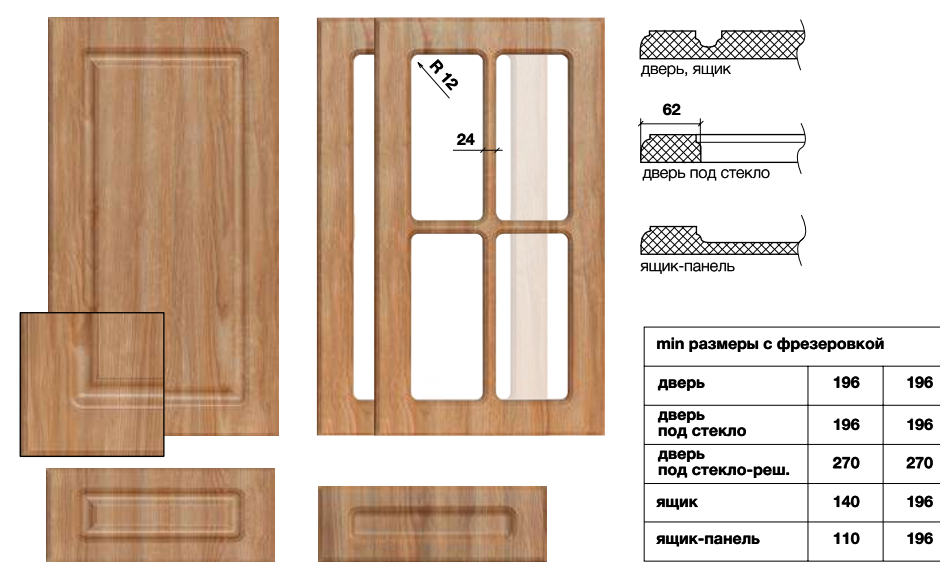 R 12
24
дверь, ящик
62
дверь под стекло
ящик-панель
min размеры с фрезеровкой
дверь 196 196
дверь
под стекло 196 196
дверь
под стекло-реш. 270 270
ящик 140 196
ящик-панель 110 196